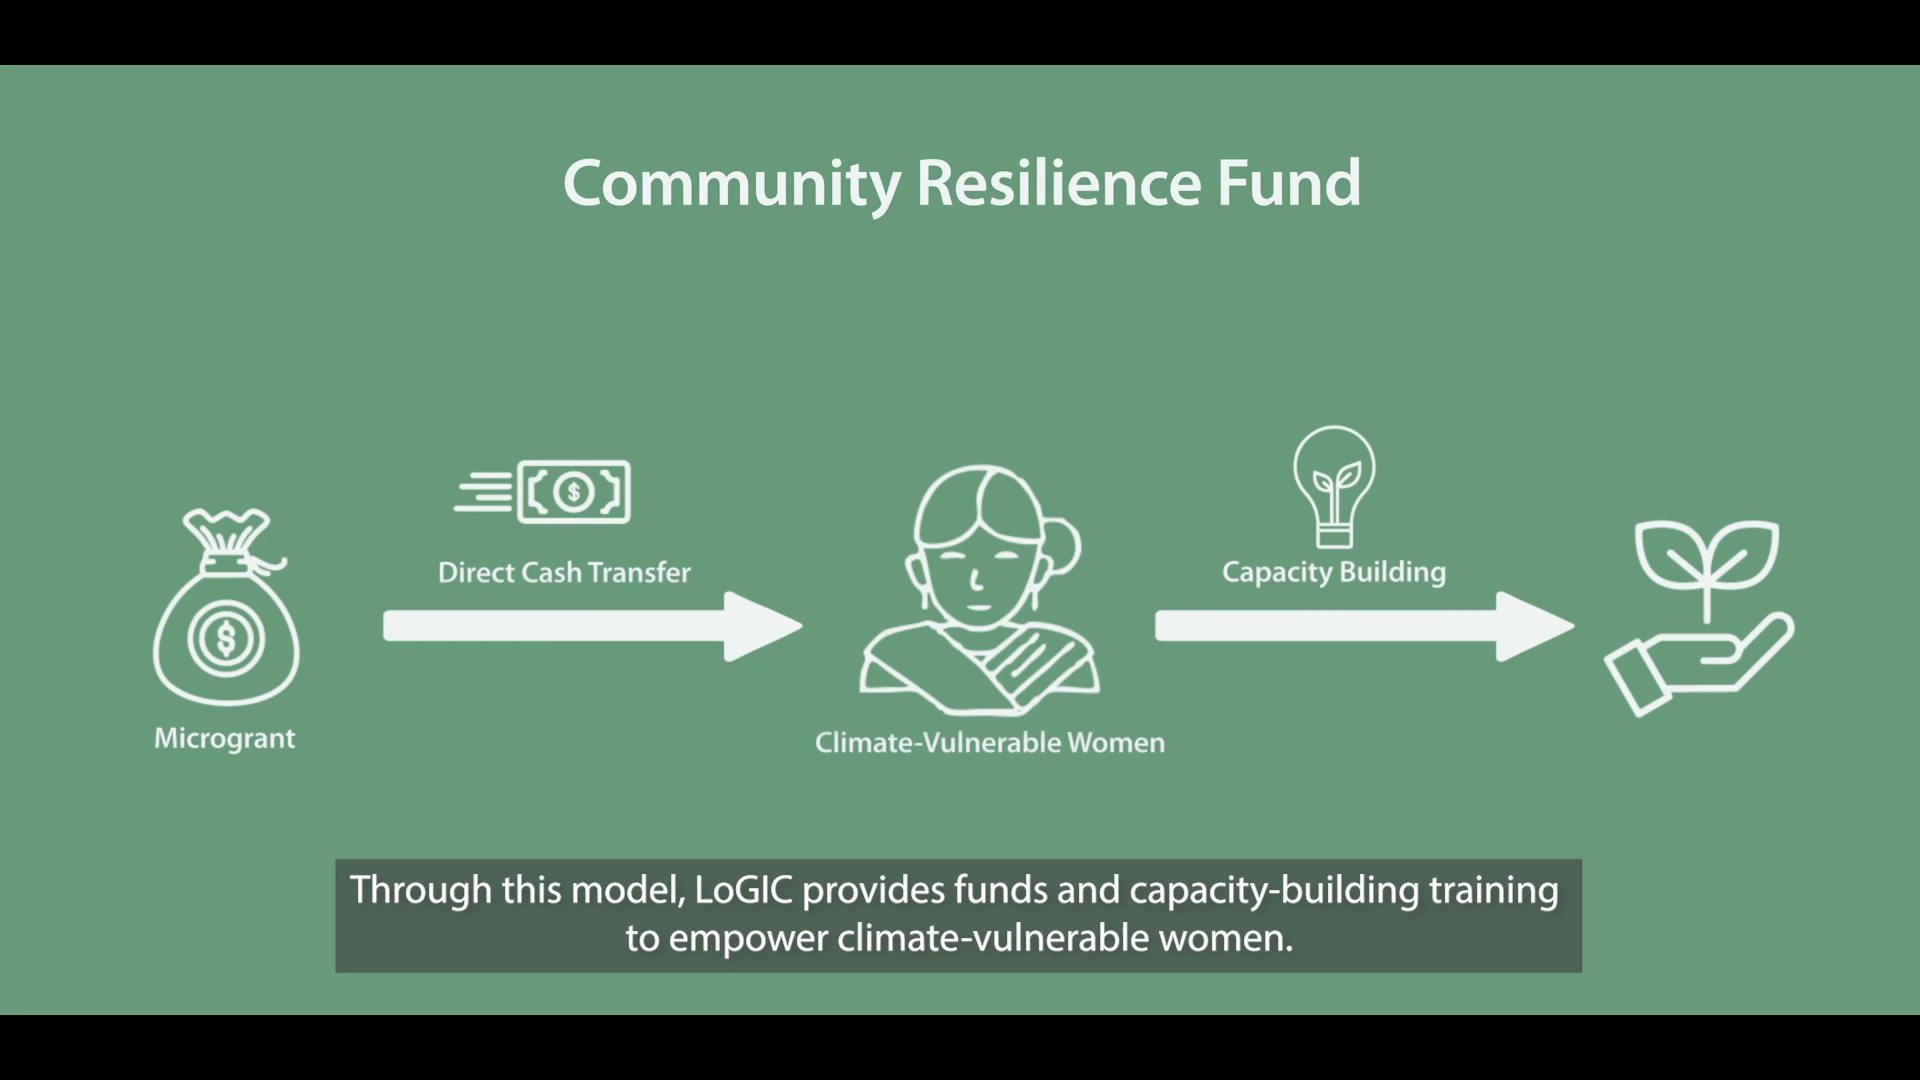 Community Resilience Fund
$
Direct Cash Transfer
Capacity Building
$
Microgrant
Climate-Vulnerable Women
Through this model, LoGIC provides funds and capacity-building training
to empower climate-vulnerable women.